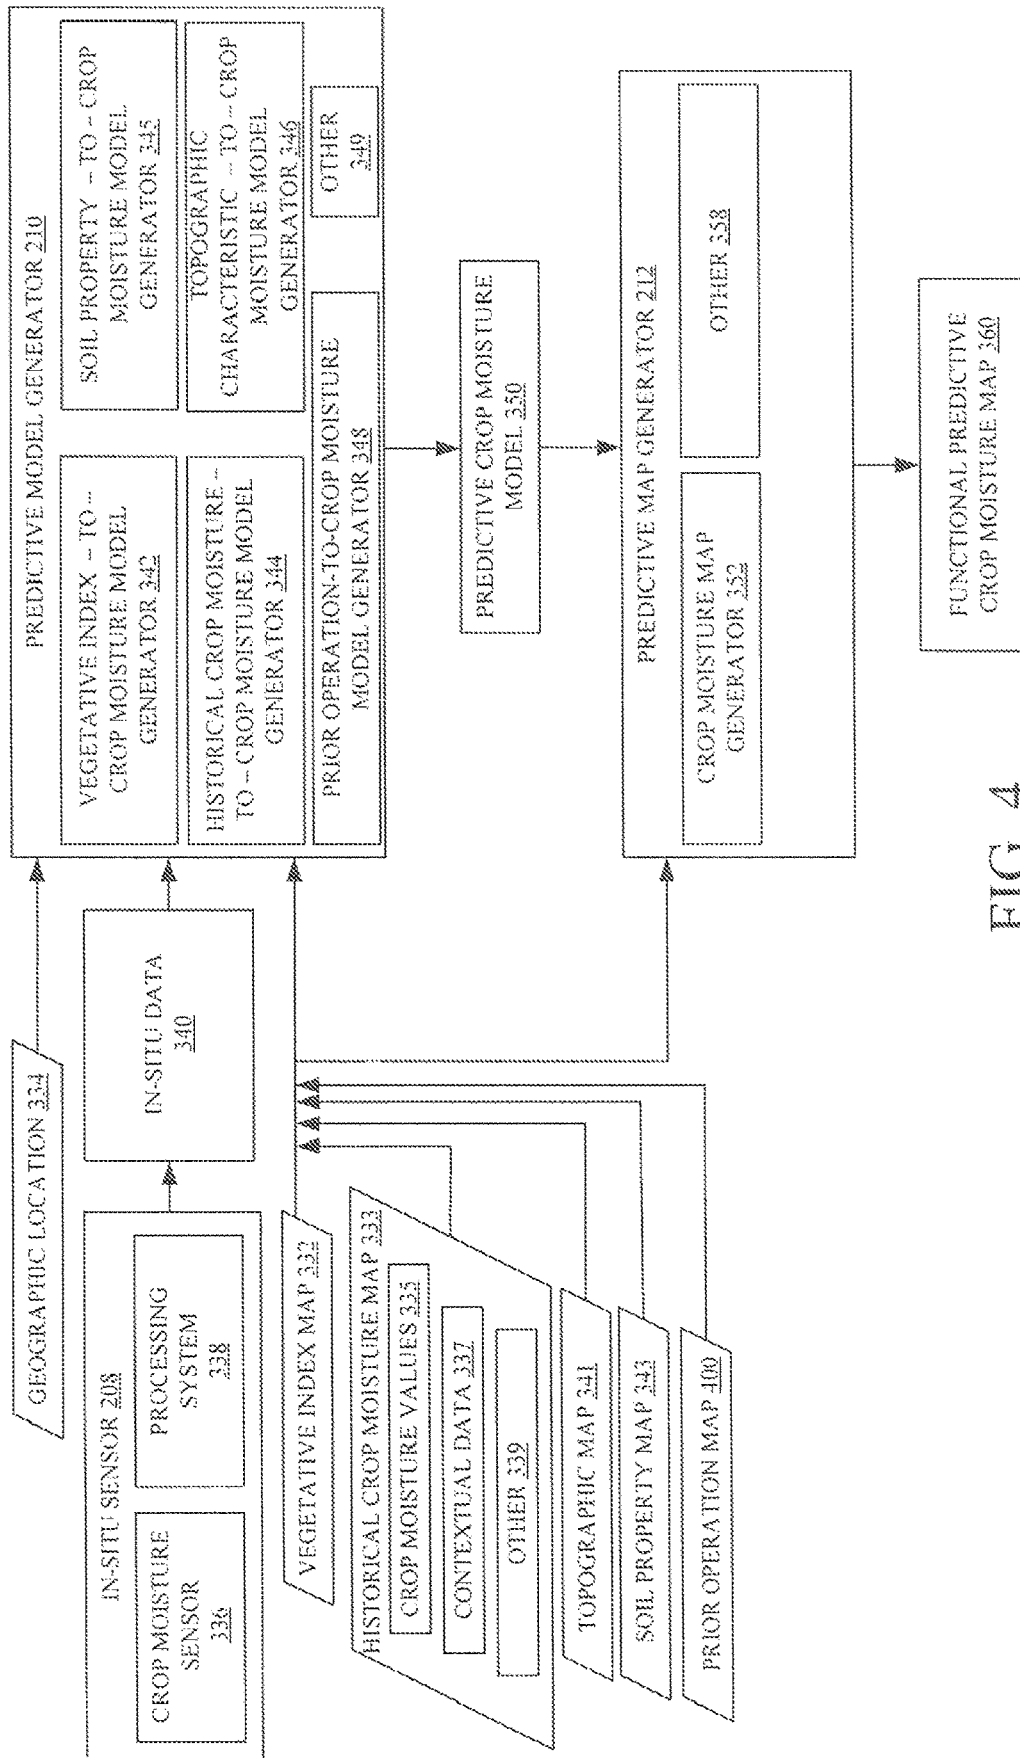 GEOGRAPHIC LOCATION 334
IN-SITU SENSOR 208
CROP MOISTURE
SENSOR
336
PROCESSING
SYSTEM
338
IN-SITU DATA
340
VEGETATIVE INDEX MAP 332
HISTORICAL CROP MOISTURE MAP 333
CROP MOISTURE VALUES 335
CONTEXTUAL DATA 337
OTHER 339
TOPOGRAPHIC MAP 341
SOIL PROPERTY MAP 343
PRIOR OPERATION MAP 400
PREDICTIVE MODEL GENERATOR 210
VEGETATIVE INDEX – TO –
CROP MOISTURE MODEL
GENERATOR 342
SOIL PROPERTY – TO – CROP
MOISTURE MODEL
GENERATOR 345
HISTORICAL CROP MOISTURE –
TO – CROP MOISTURE MODEL
GENERATOR 344
TOPOGRAPHIC
CHARACTERISTIC – TO – CROP
MOISTURE MODEL
GENERATOR 346
PRIOR OPERATION-TO-CROP MOISTURE
MODEL GENERATOR 348
OTHER
349
PREDICTIVE CROP MOISTURE
MODEL 350
PREDICTIVE MAP GENERATOR 212
CROP MOISTURE MAP
GENERATOR 352
OTHER 358
FUNCTIONAL PREDICTIVE
CROP MOISTURE MAP 360
FIG. 4